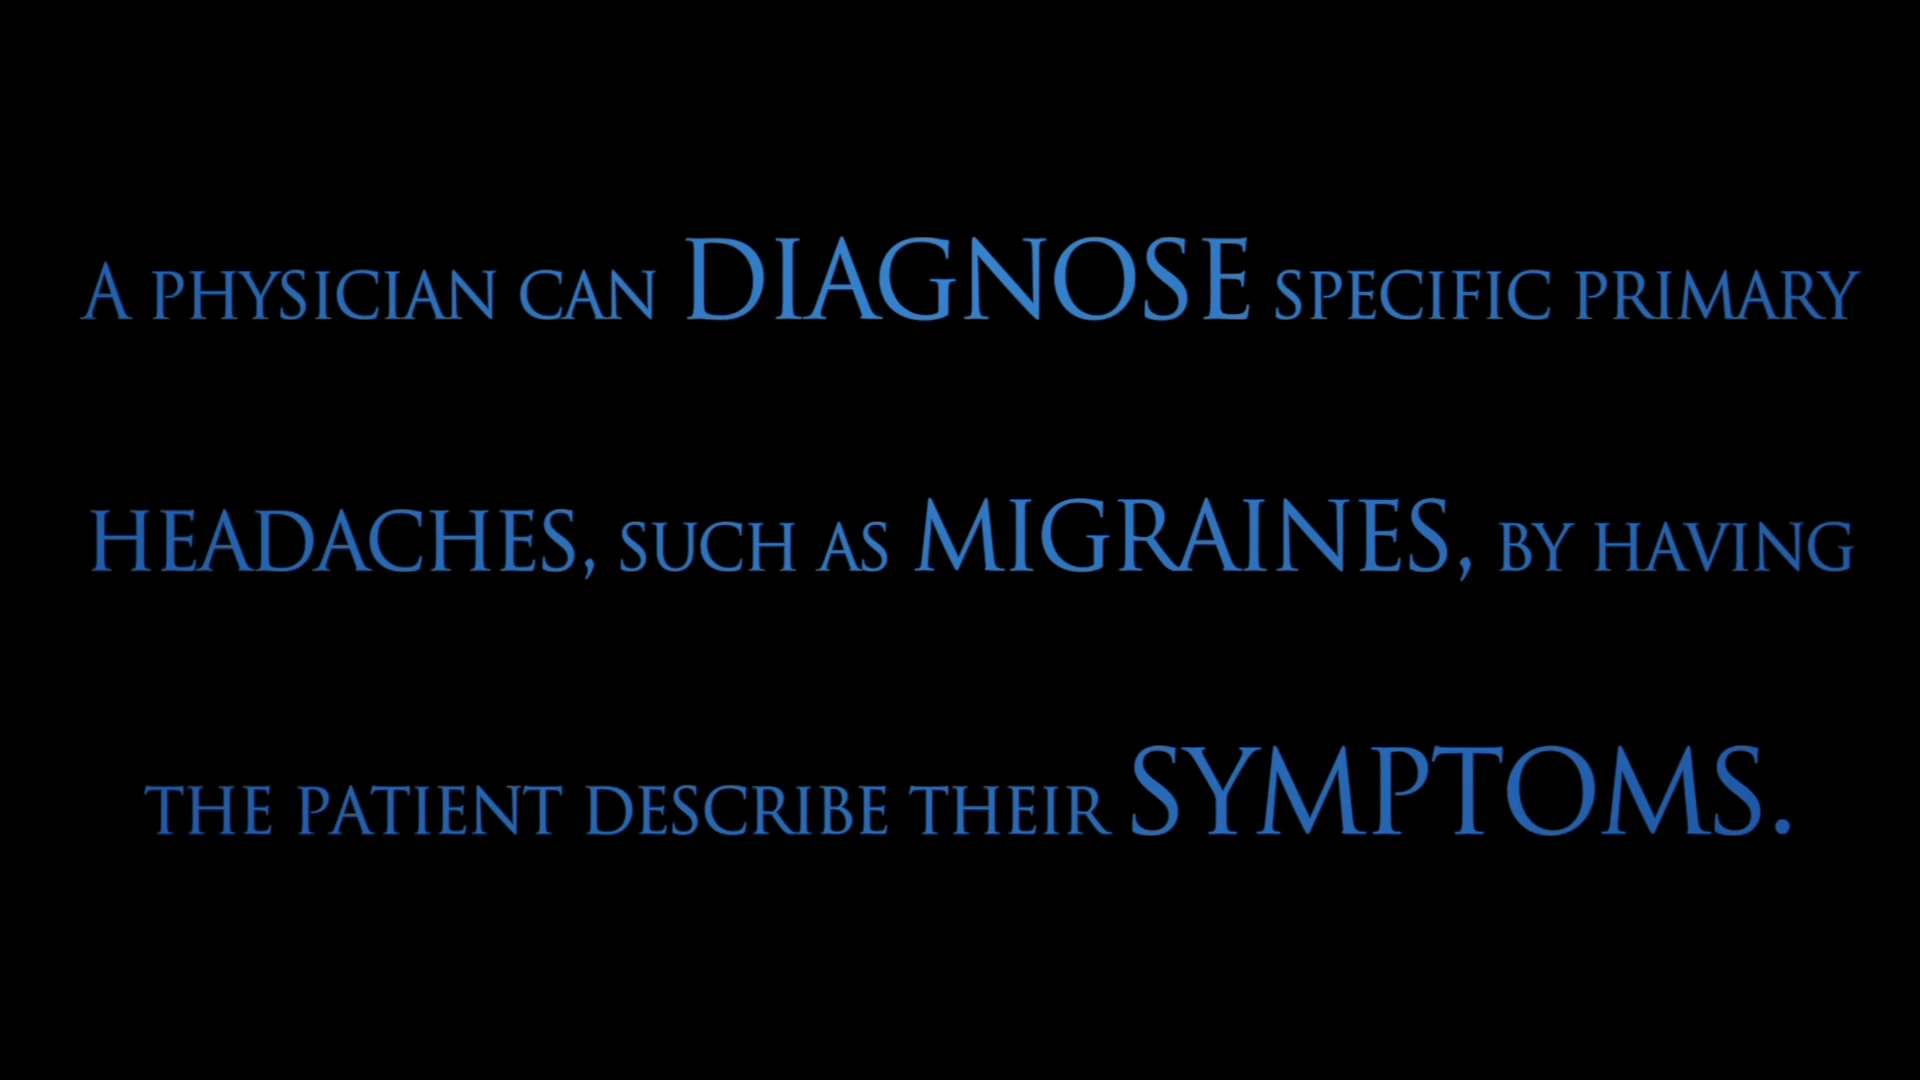 A PHYSICIAN CAN DIAGNOSE SPECIFIC PRIMARY
HEADACHES, SUCH AS MIGRAINES, BY HAVING
THE PATIENT DESCRIBE THEIR SYMPTOMS.